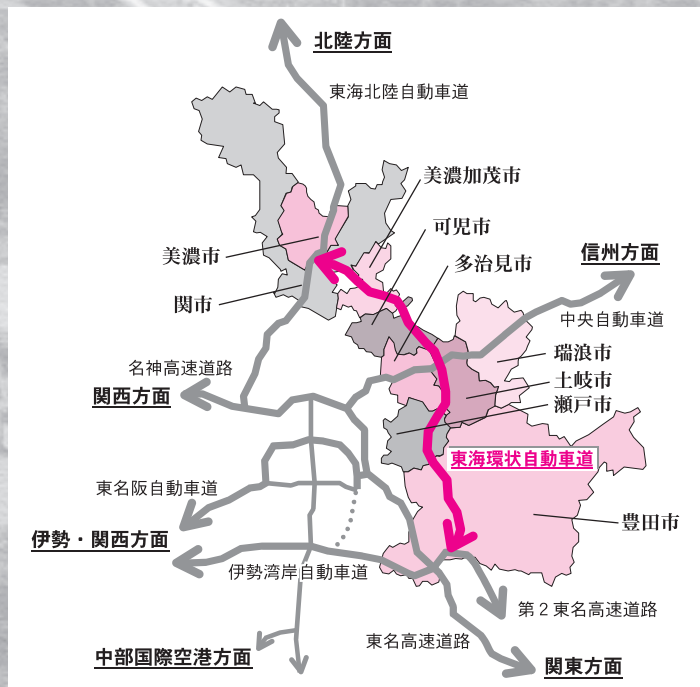 北陸方面
東海北陸自動車道
美濃加茂市
可児市
美濃市
信州方面
多治見市
関市
中央自動車道
瑞浪市
名神高速道路
土岐市
関西方面
瀬戸市
東海環状自動車道
東名阪自動車道
豊田市
伊勢・関西方面
伊勢湾岸自動車道
第2東名高速道路
東名高速道路
中部国際空港方面
関東方面